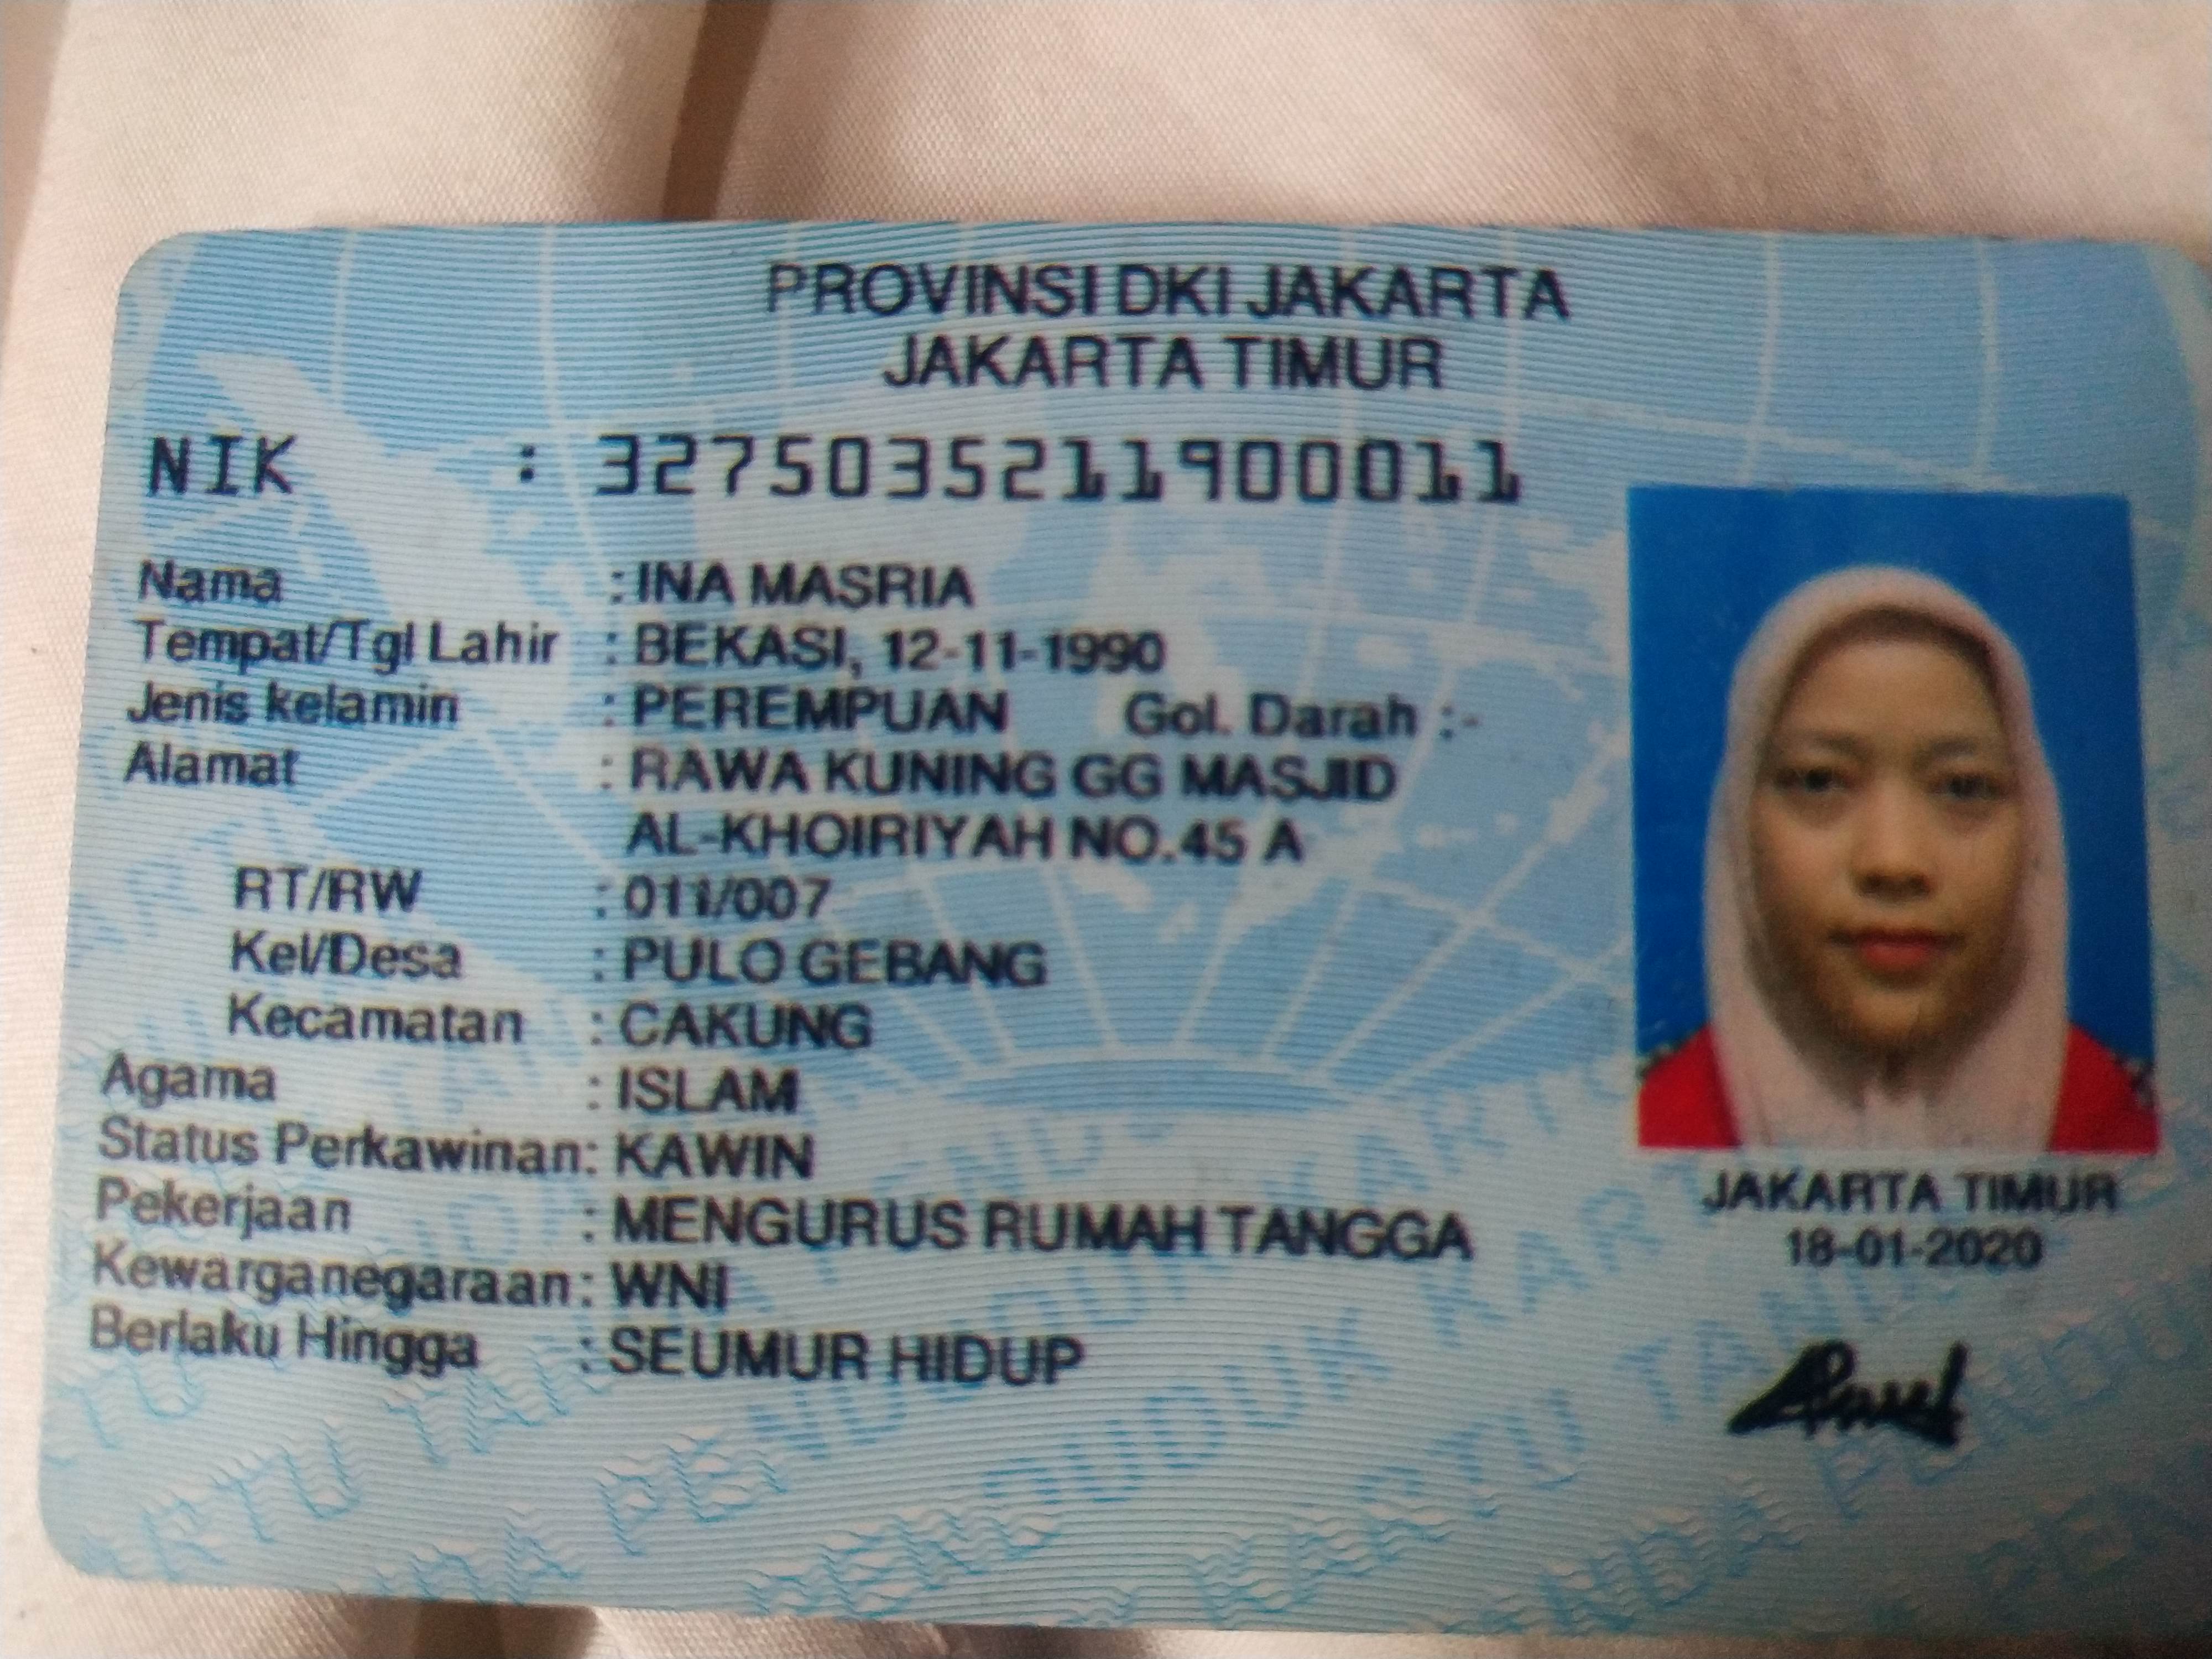 PROVINSI DKI JAKARTA
JAKARTA TIMUR
NIK : 3275035211900011
Nama : INA MASRIA
Tempat/Tgl Lahir : BEKASI, 12-11-1990
Jenis kelamin : PEREMPUAN Gol. Darah :-
Alamat : RAWA KUNING GG MASJID
AL-KHOIRIYAH NO.45 A
RT/RW : 011/007
Kel/Desa : PULO GEBANG
Kecamatan : CAKUNG
Agama : ISLAM
Status Perkawinan: KAWIN
Pekerjaan : MENGURUS RUMAH TANGGA
Kewarganegaraan: WNI
Berlaku Hingga : SEUMUR HIDUP
JAKARTA TIMUR
18-01-2020